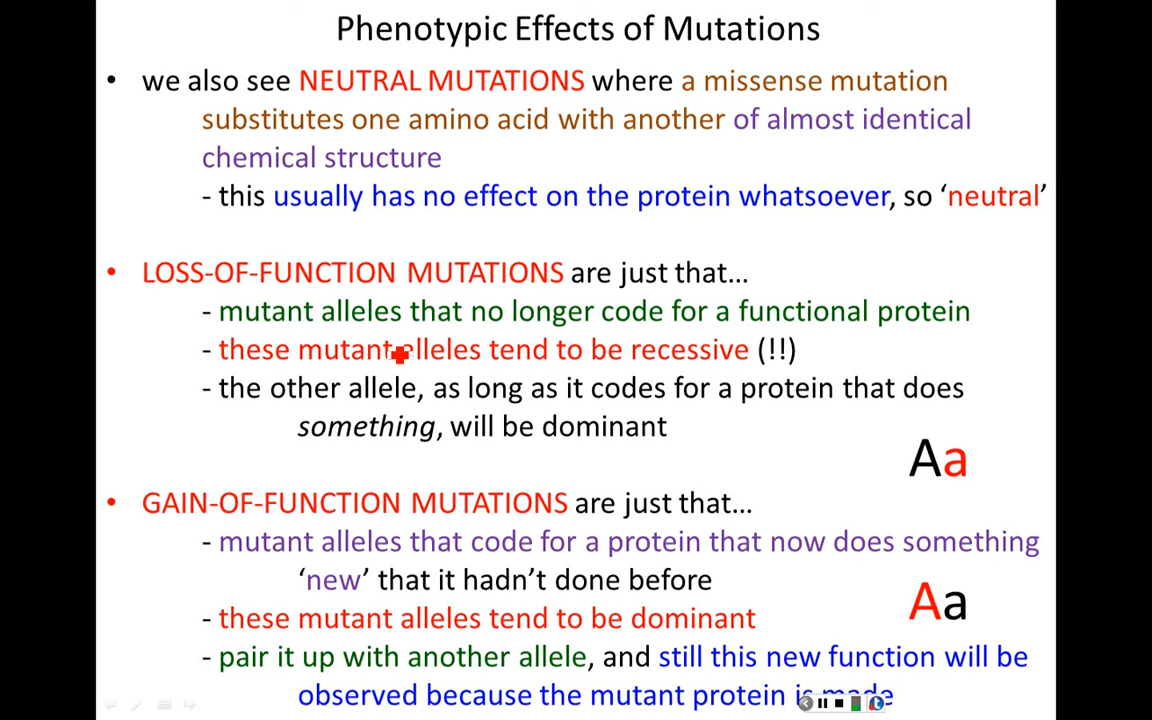 Phenotypic Effects of Mutations
• we also see NEUTRAL MUTATIONS where a missense mutation
substitutes one amino acid with another of almost identical
chemical structure
- this usually has no effect on the protein whatsoever, so ‘neutral’
• LOSS-OF-FUNCTION MUTATIONS are just that…
- mutant alleles that no longer code for a functional protein
- these mutant alleles tend to be recessive (!!)
- the other allele, as long as it codes for a protein that does
something, will be dominant
Aa
• GAIN-OF-FUNCTION MUTATIONS are just that…
- mutant alleles that code for a protein that now does something
‘new’ that it hadn’t done before
Aa
- these mutant alleles tend to be dominant
- pair it up with another allele, and still this new function will be
observed because the mutant protein is made